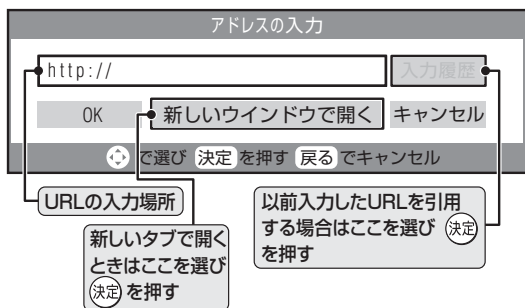 アドレスの入力
http://
入力履歴
OK
新しいウインドウで開く
キャンセル
で選び 決定 を押す 戻る でキャンセル
URLの入力場所
新しいタブで開く
ときはここを選び
決定 を押す
以前入力したURLを引用
する場合はここを選び 決定
を押す